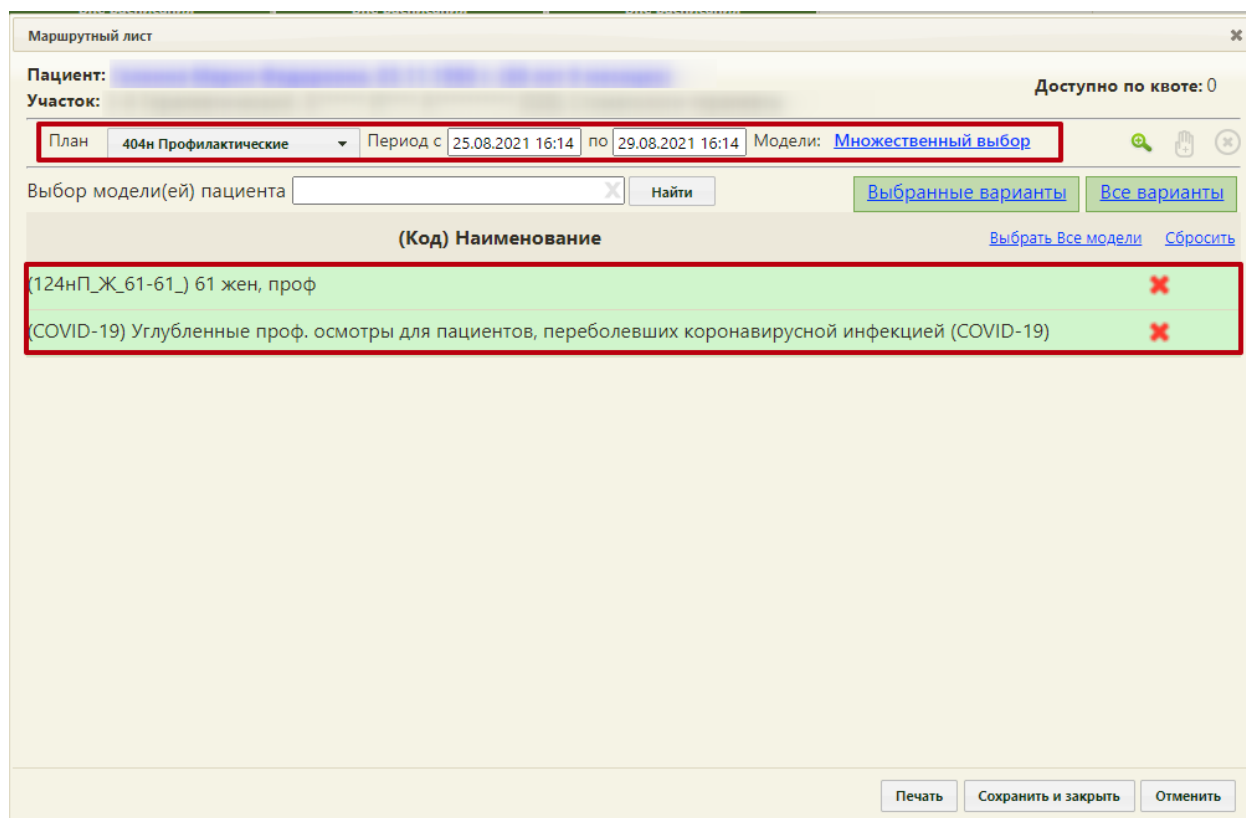 Маршрутный лист
Пациент:
Доступно по квоте: 0
Участок:
План 404н Профилактические Период с 25.08.2021 16:14 по 29.08.2021 16:14 Модели: Множественный выбор
Выбор модели(ей) пациента X Найти Выбранные варианты Все варианты
(Код) Наименование Выбрать Все модели Сбросить
(124нП_Ж_61-61_) 61 жен, проф
(COVID-19) Углубленные проф. осмотры для пациентов, переболевших коронавирусной инфекцией (COVID-19)
Печать Сохранить и закрыть Отменить